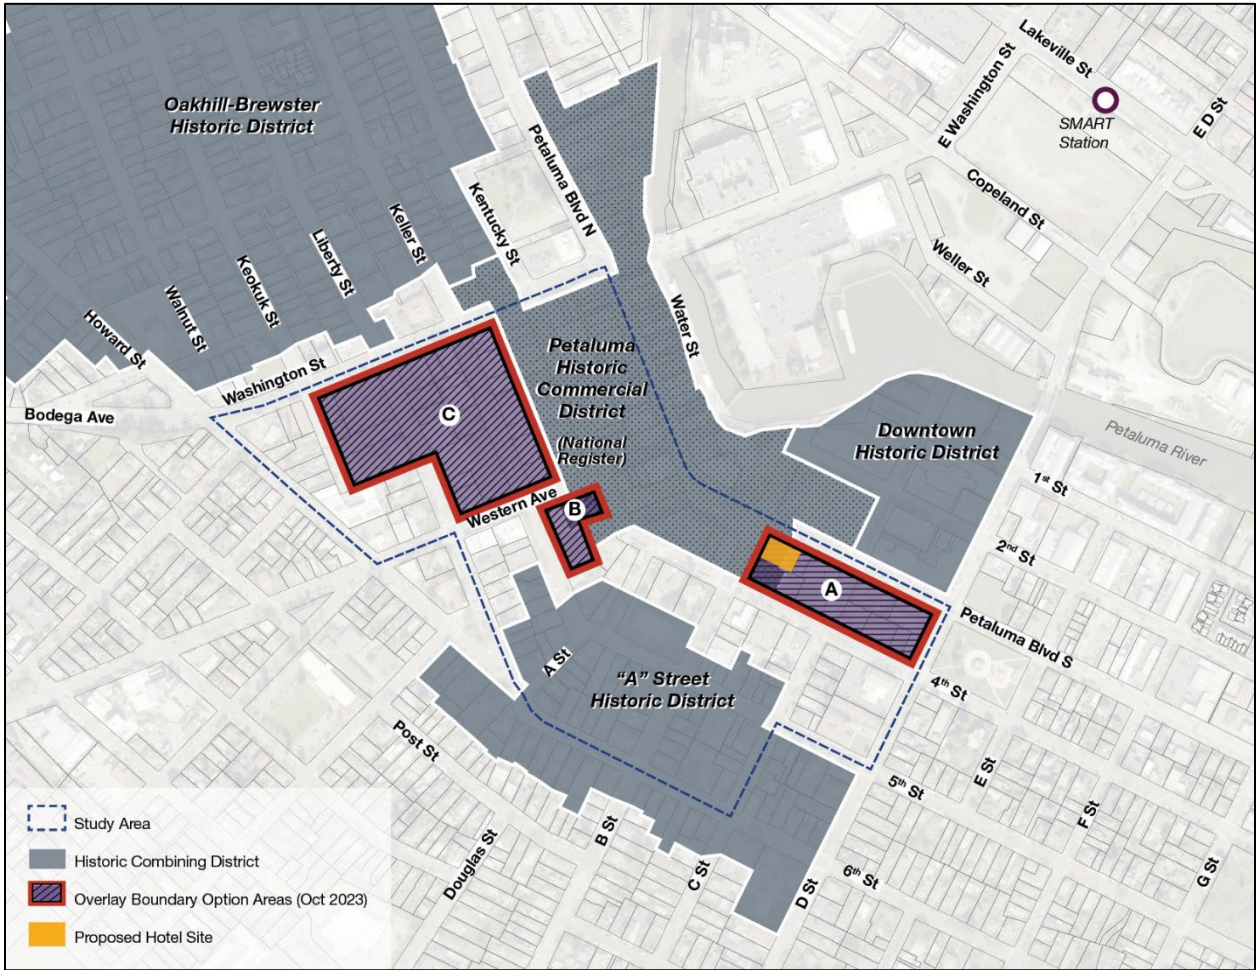 Lakeville St
E Washington St
E D St
SMART
Station
Oakhill-Brewster
Historic District
Petaluma Blvd N
Kentucky St
Copeland St
Weller St
Keller St
Liberty St
Keokuk St
Walnut St
Howard St
Water St
Washington St
Bodega Ave
Petaluma
Historic
Commercial
District
(National
Register)
C
Downtown
Historic District
Petaluma River
1st St
Western Ave
B
2nd St
A
Petaluma Blvd S
A St
"A" Street
Historic District
4th St
Post St
E St
5th St
F St
Study Area
B St
Historic Combining District
Douglas St
C St
6th St
G St
D St
Overlay Boundary Option Areas (Oct 2023)
Proposed Hotel Site